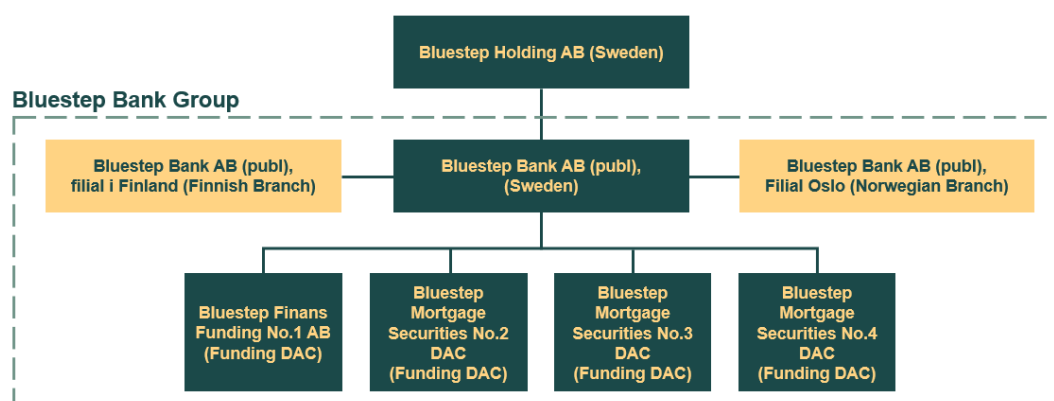 Bluestep Holding AB (Sweden)
Bluestep Bank Group
Bluestep Bank AB (publ),
filial i Finland (Finnish Branch)
Bluestep Bank AB (publ),
(Sweden)
Bluestep Bank AB (publ),
Filial Oslo (Norwegian Branch)
Bluestep Finans
Funding No.1 AB
(Funding DAC)
Bluestep
Mortgage
Securities No.2
DAC
(Funding DAC)
Bluestep
Mortgage
Securities No.3
DAC
(Funding DAC)
Bluestep
Mortgage
Securities No.4
DAC
(Funding DAC)